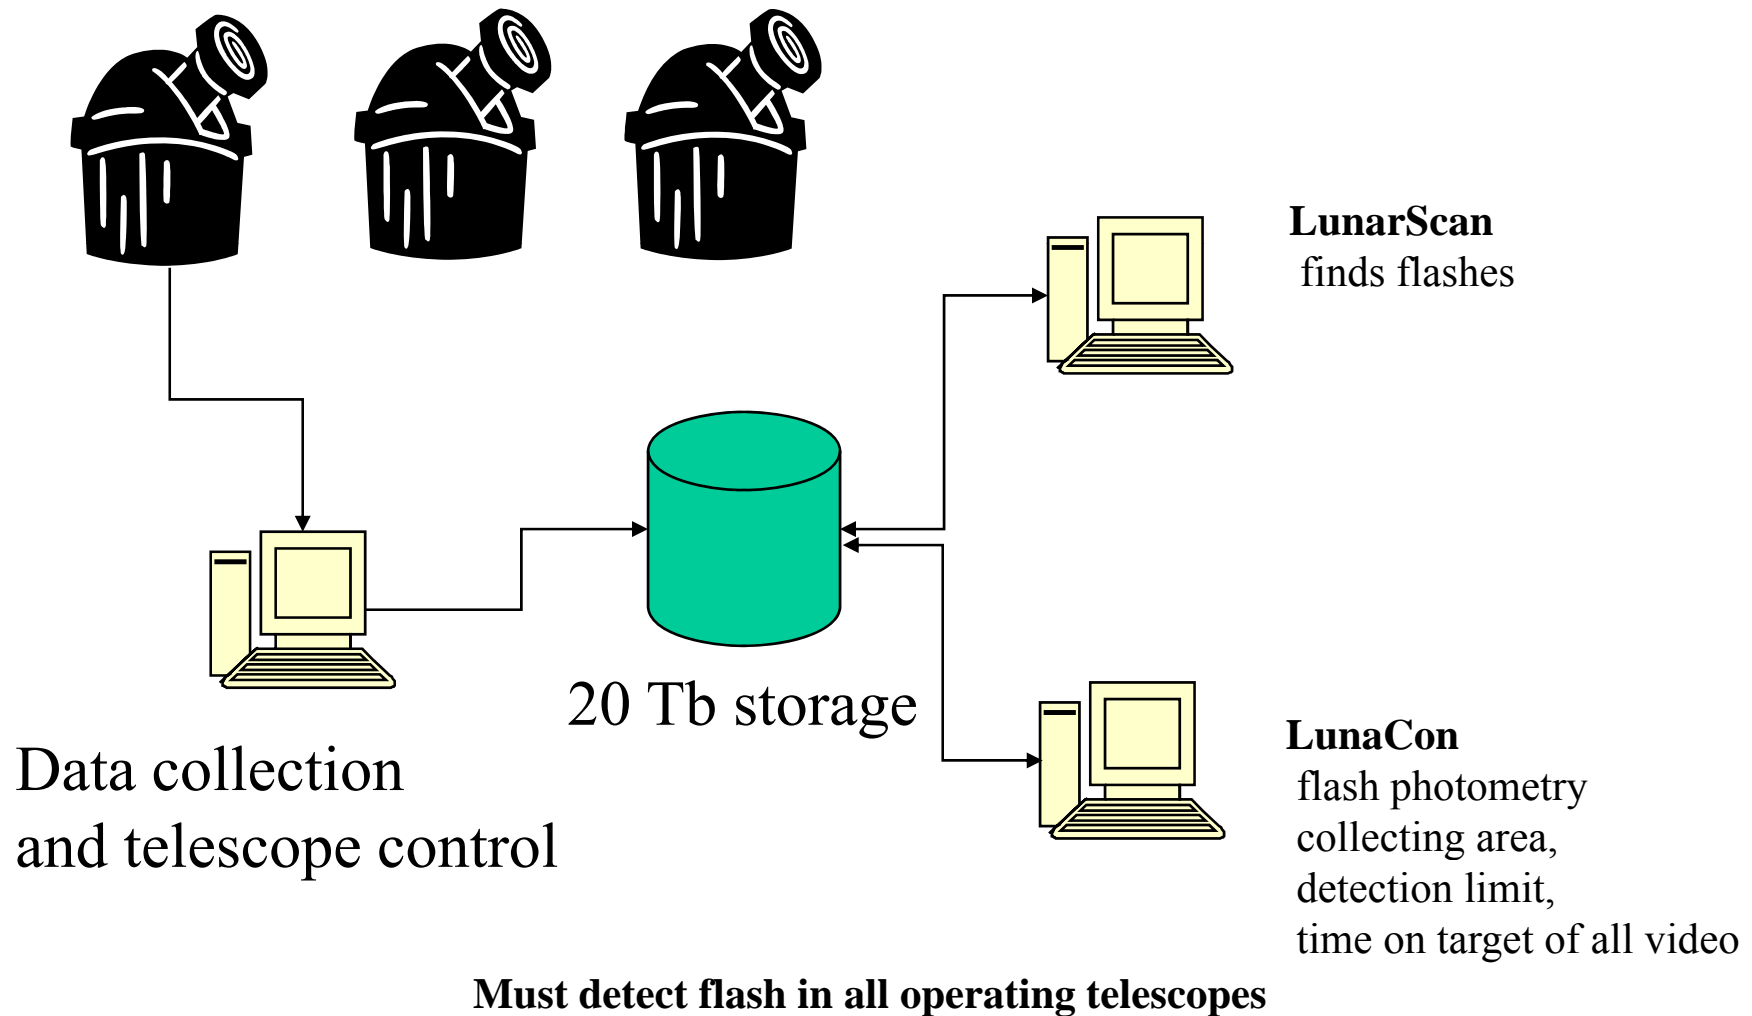 LunarScan
finds flashes
20 Tb storage
Data collection
and telescope control
LunaCon
flash photometry
collecting area,
detection limit,
time on target of all video
Must detect flash in all operating telescopes